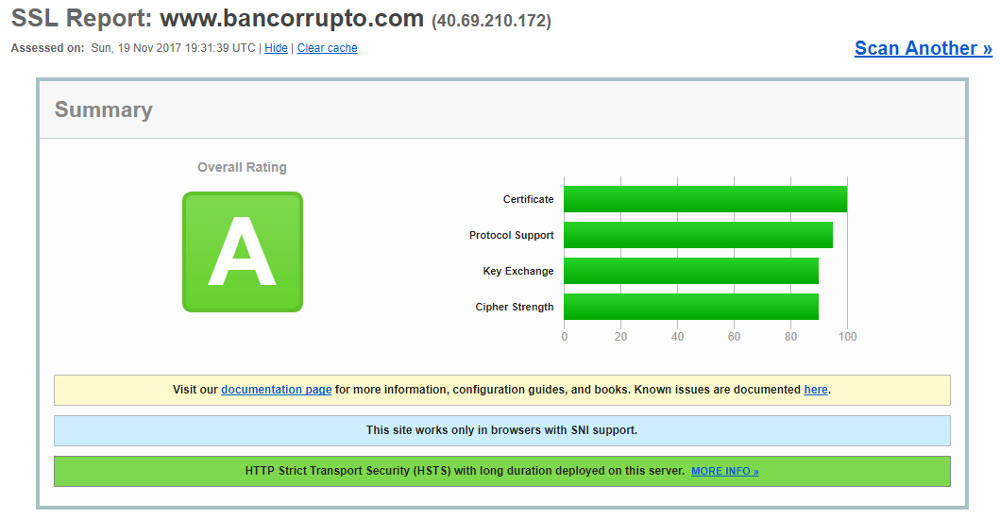 SSL Report: www.bancorrupto.com (40.69.210.172)
Assessed on: Sun, 19 Nov 2017 19:31:39 UTC | Hide | Clear cache
Scan Another »
Summary
Overall Rating
A
Certificate
Protocol Support
Key Exchange
Cipher Strength
0 20 40 60 80 100
Visit our documentation page for more information, configuration guides, and books. Known issues are documented here.
This site works only in browsers with SNI support.
HTTP Strict Transport Security (HSTS) with long duration deployed on this server. MORE INFO »